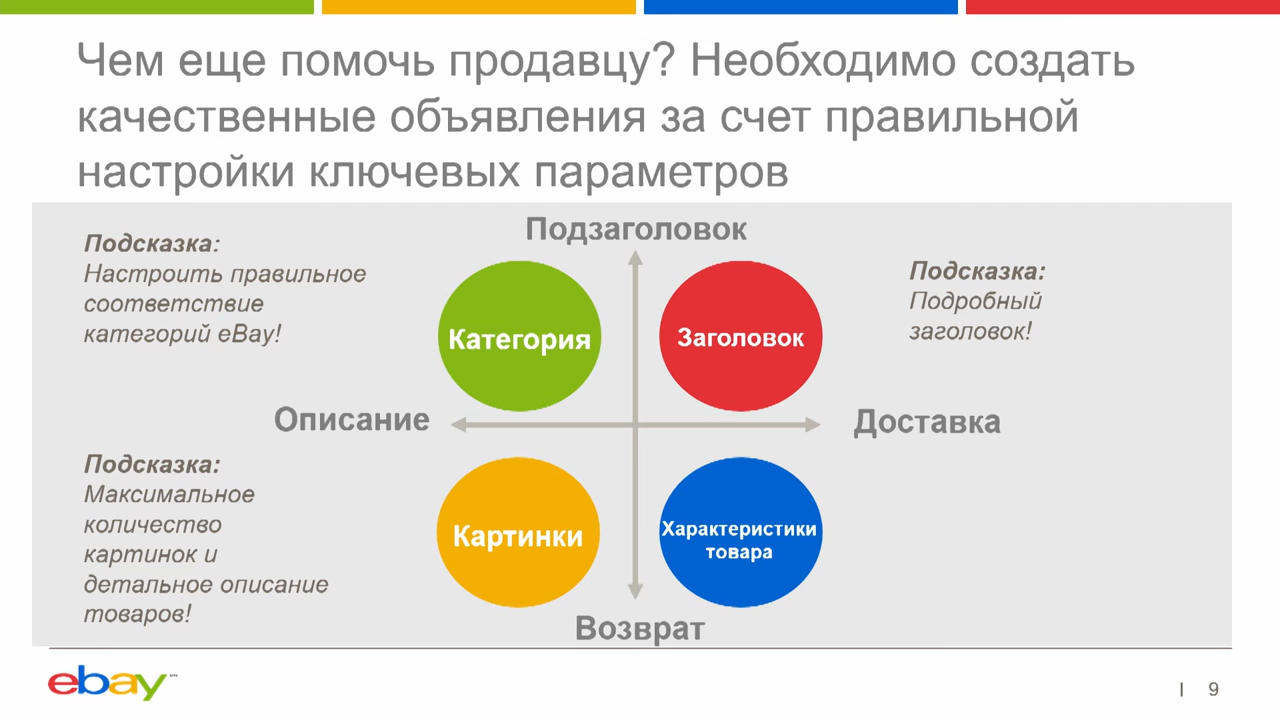 Чем еще помочь продавцу? Необходимо создать
качественные объявления за счет правильной
настройки ключевых параметров
Подзаголовок
Подсказка:
Настроить правильное
соответствие
категорий eBay!
Категория
Заголовок
Подсказка:
Подробный
заголовок!
Описание
Доставка
Подсказка:
Максимальное
количество
картинок и
детальное описание
товаров!
Картинки
Характеристики
товара
Возврат
ebay
| 9